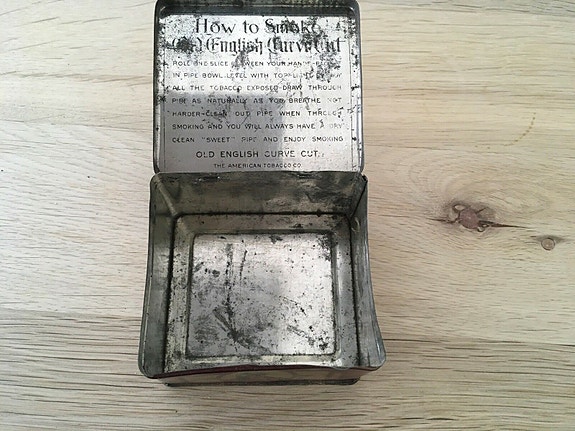 How to Smoke
Old English Curve Cut
ROLL ONE SLICE BETWEEN YOUR HANDS
IN PIPE BOWL LEVEL WITH TOP LIGHT
ALL THE TOBACCO EXPOSED DRAW THROUGH
PIPE AS NATURALLY AS YOU BREATHE NOT
HARDER-CLEAN OUT PIPE WHEN THROUGH
SMOKING AND YOU WILL ALWAYS HAVE A DRY
CLEAN "SWEET" PIPE AND ENJOY SMOKING
OLD ENGLISH CURVE CUT.
THE AMERICAN TOBACCO CO.